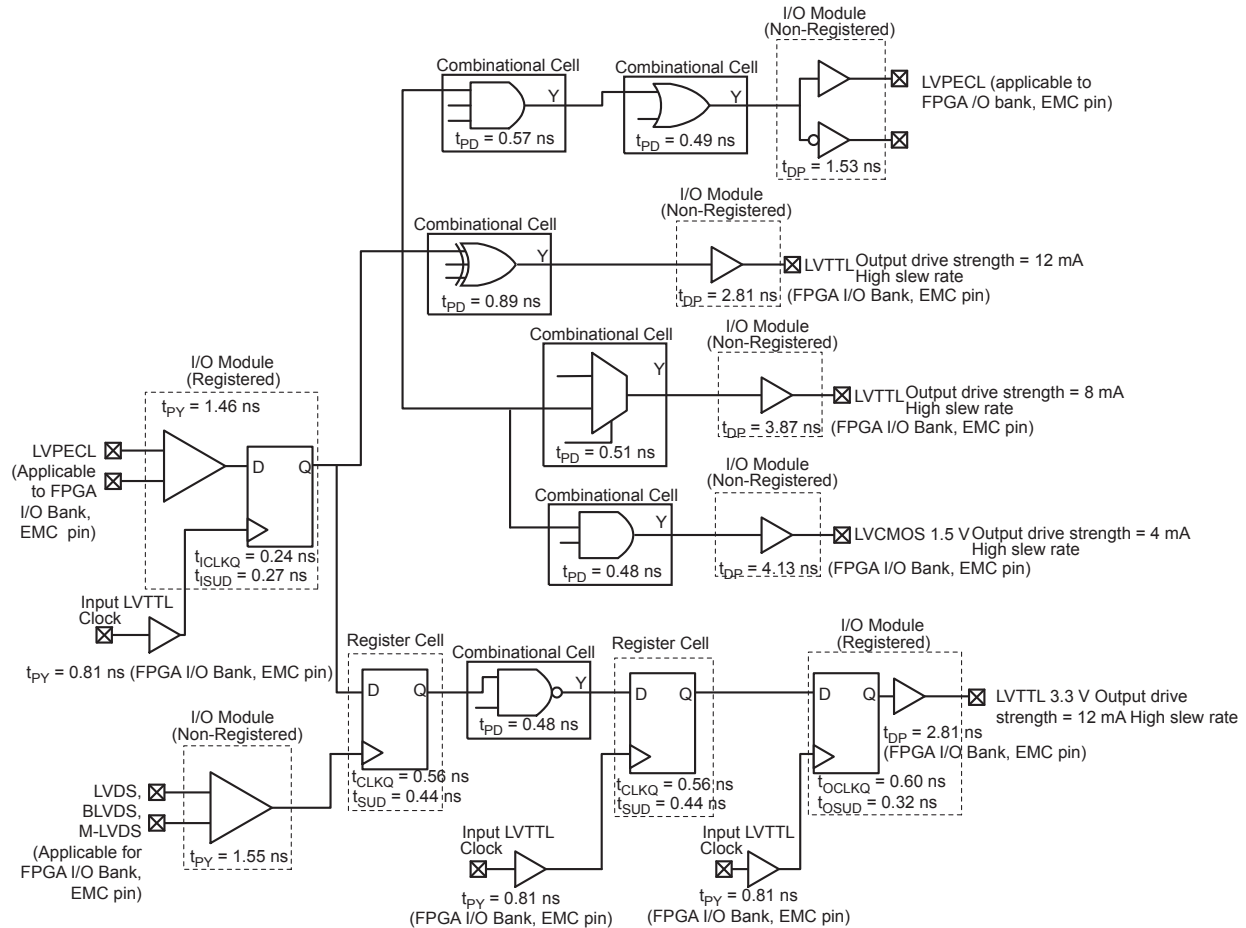 I/O Module
(Non-Registered)
Combinational Cell
Y
tPD = 0.57 ns
Combinational Cell
Y
tPD = 0.49 ns
tDP = 1.53 ns
LVPECL (applicable to
FPGA /O bank, EMC pin)
Combinational Cell
Y
tPD = 0.89 ns
I/O Module
(Non-Registered)
tDP = 2.81 ns
LVTTL Output drive strength = 12 mA
High slew rate
(FPGA I/O Bank, EMC pin)
Combinational Cell
Y
tPD = 0.51 ns
I/O Module
(Non-Registered)
tDP = 3.87 ns
LVTTL Output drive strength = 8 mA
High slew rate
(FPGA I/O Bank, EMC pin)
Combinational Cell
Y
tPD = 0.48 ns
I/O Module
(Non-Registered)
tDP = 4.13 ns
LVCMOS 1.5 V Output drive strength = 4 mA
High slew rate
(FPGA I/O Bank, EMC pin)
I/O Module
(Registered)
tPY = 1.46 ns
LVPECL
(Applicable
to FPGA
I/O Bank,
EMC pin)
D
Q
tICLKQ = 0.24 ns
tISUD = 0.27 ns
Input LVTTL
Clock
tPY = 0.81 ns (FPGA I/O Bank, EMC pin)
Register Cell
D
Q
tCLKQ = 0.56 ns
tSUD = 0.44 ns
I/O Module
(Non-Registered)
LVDS,
BLVDS,
M-LVDS
(Applicable for
FPGA I/O Bank,
EMC pin)
tPY = 1.55 ns
Combinational Cell
Y
tPD = 0.48 ns
Register Cell
D
Q
tCLKQ = 0.56 ns
tSUD = 0.44 ns
Input LVTTL
Clock
tPY = 0.81 ns
(FPGA I/O Bank, EMC pin)
I/O Module
(Registered)
D
Q
tDP = 2.81 ns
(FPGA I/O Bank, EMC pin)
tOCLKQ = 0.60 ns
tOSUD = 0.32 ns
LVTTL 3.3 V Output drive
strength = 12 mA High slew rate
Input LVTTL
Clock
tPY = 0.81 ns
(FPGA I/O Bank, EMC pin)